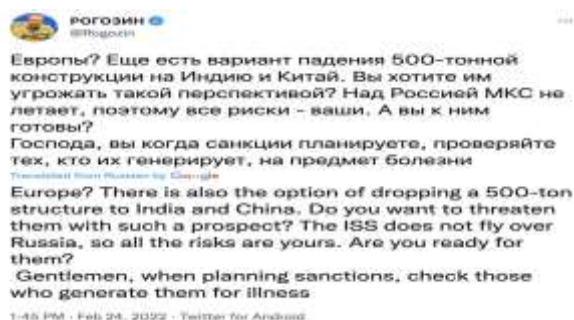 РОГОЗИН
@Rogozin
Европы? Еще есть вариант падения 500-тонной
конструкции на Индию и Китай. Вы хотите им
угрожать такой перспективой? Над Россией МКС не
летает, поэтому все риски - ваши. А вы к ним
готовы?
Господа, вы когда санкции планируете, проверяйте
тех, кто их генерирует, на предмет болезни
Translated from Russian by Google
Europe? There is also the option of dropping a 500-ton
structure to India and China. Do you want to threaten
them with such a prospect? The ISS does not fly over
Russia, so all the risks are yours. Are you ready for
them?
Gentlemen, when planning sanctions, check those
who generate them for illness
1:45 PM · Feb 24, 2022 · Twitter for Android